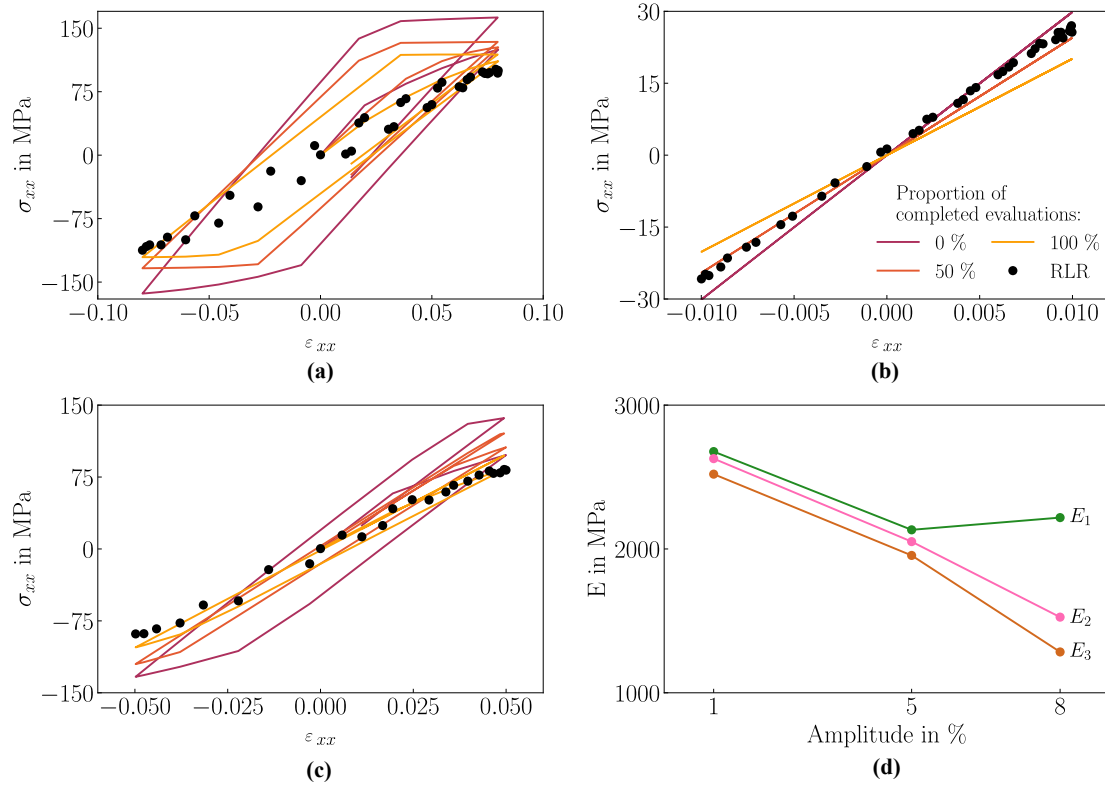 150
75
0
−75
−150
σxx in MPa
−0.10
−0.05
0.00
0.05
0.10
εxx
(a)
30
15
0
−15
−30
σxx in MPa
Proportion of
completed evaluations:
0 %
100 %
50 %
RLR
−0.010
−0.005
0.000
0.005
0.010
εxx
(b)
150
75
0
−75
−150
σxx in MPa
−0.050
−0.025
0.000
0.025
0.050
εxx
(c)
3000
2000
1000
E in MPa
E1
E2
E3
1
5
8
Amplitude in %
(d)